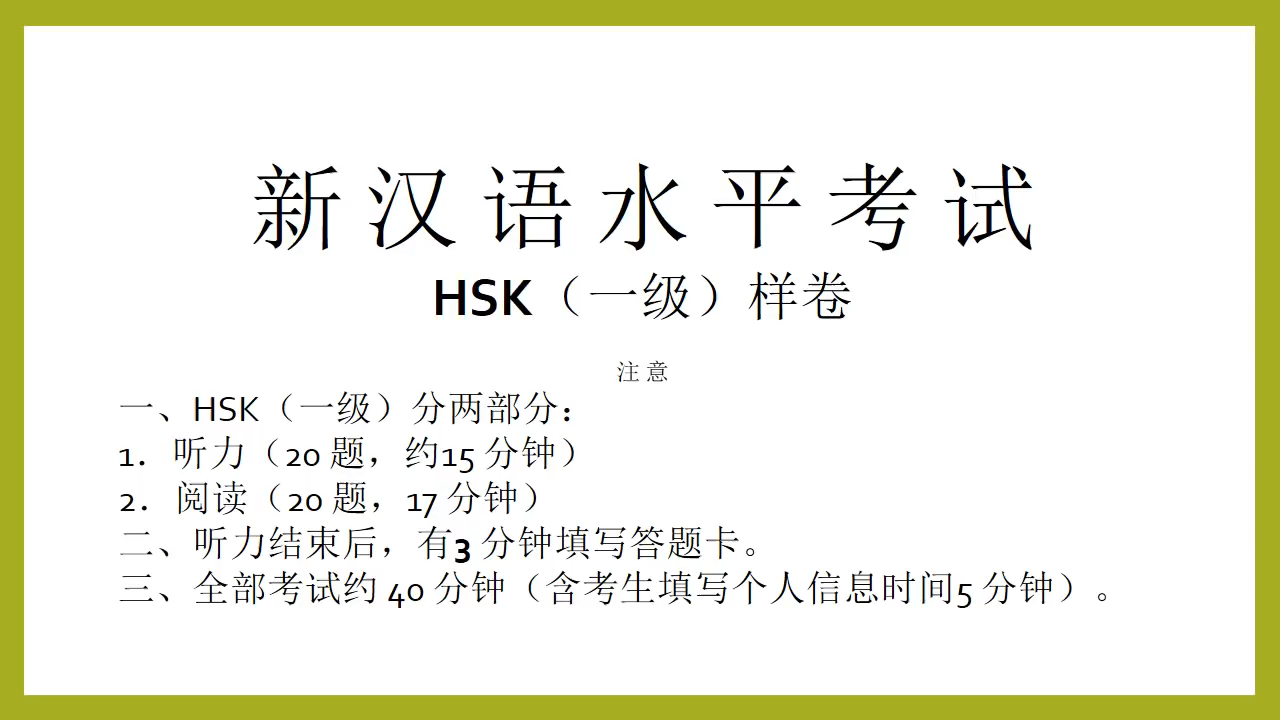 新汉语水平考试
HSK（一级）样卷
注意
一、HSK（一级）分两部分：
1．听力（20 题，约15 分钟）
2．阅读（20 题，17 分钟）
二、听力结束后，有3 分钟填写答题卡。
三、全部考试约 40 分钟（含考生填写个人信息时间5 分钟）。